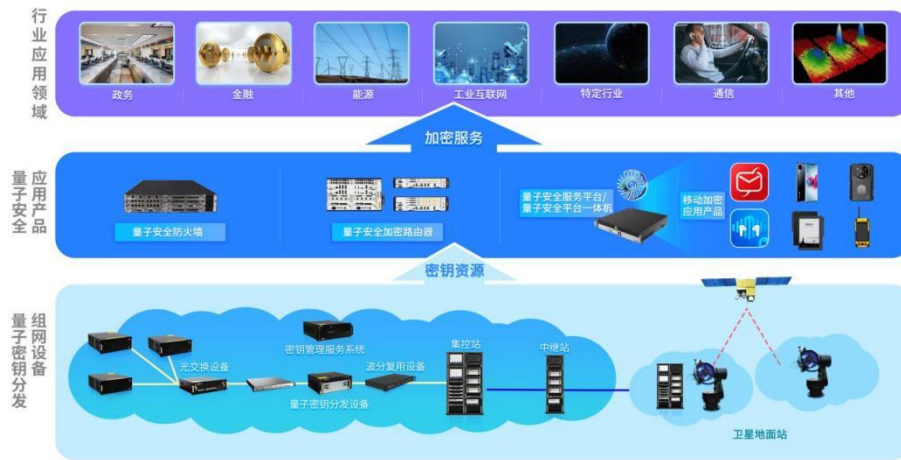 行业应用领域
政务
金融
能源
工业互联网
特定行业
通信
其他
加密服务
量子安全
应用产品
量子安全防火墙
量子安全加密路由器
量子安全服务平台/
量子安全平台一体机
移动加密
应用产品
密钥资源
量子密钥分发
组网设备
密钥管理服务系统
光交换设备
量子密钥分发设备
波分复用设备
集控站
中继站
卫星地面站